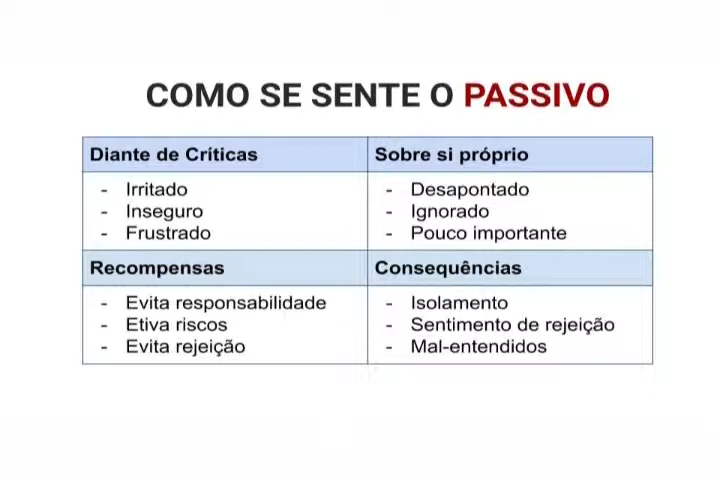 COMO SE SENTE O PASSIVO
Diante de Críticas
- Irritado
- Inseguro
- Frustrado
Sobre si próprio
- Desapontado
- Ignorado
- Pouco importante
Recompensas
- Evita responsabilidade
- Etiva riscos
- Evita rejeição
Consequências
- Isolamento
- Sentimento de rejeição
- Mal-entendidos